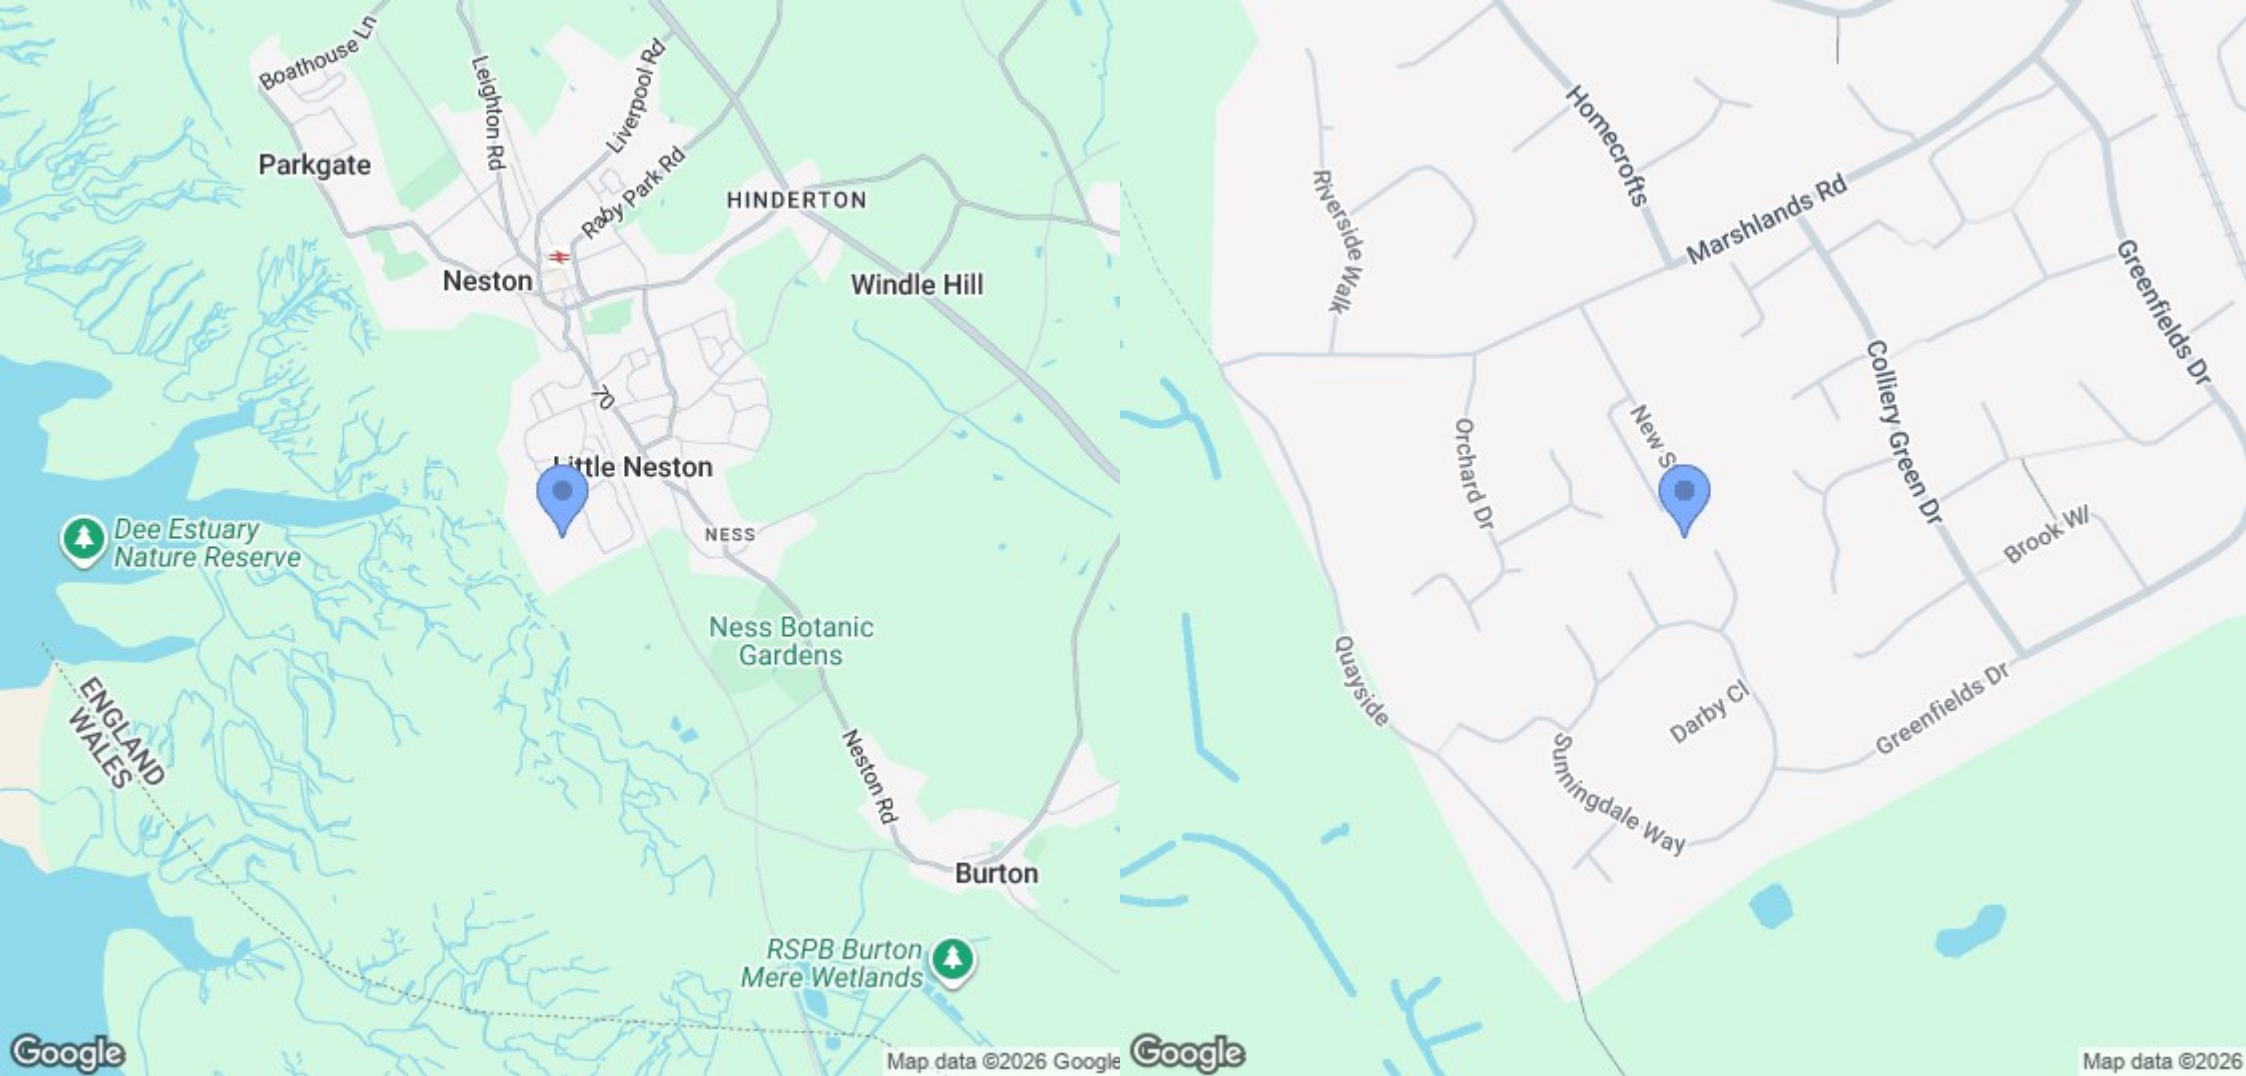 Boathouse Ln
Leighton Rd
Liverpool Rd
Parkgate
Raby Park Rd
HINDERTON
Neston
Windle Hill
70
Little Neston
Dee Estuary
Nature Reserve
NESS
Ness Botanic
Gardens
ENGLAND
WALES
Neston Rd
Burton
RSPB Burton
Mere Wetlands
Google
Map data ©2026 Google
Homecrofts
Riverside Walk
Marshlands Rd
Greenfields Dr
Colliery Green Dr
New S
Orchard Dr
Brook W
Quayside
Darby Cl
Greenfields Dr
Sunningdale Way
Google
Map data ©2026